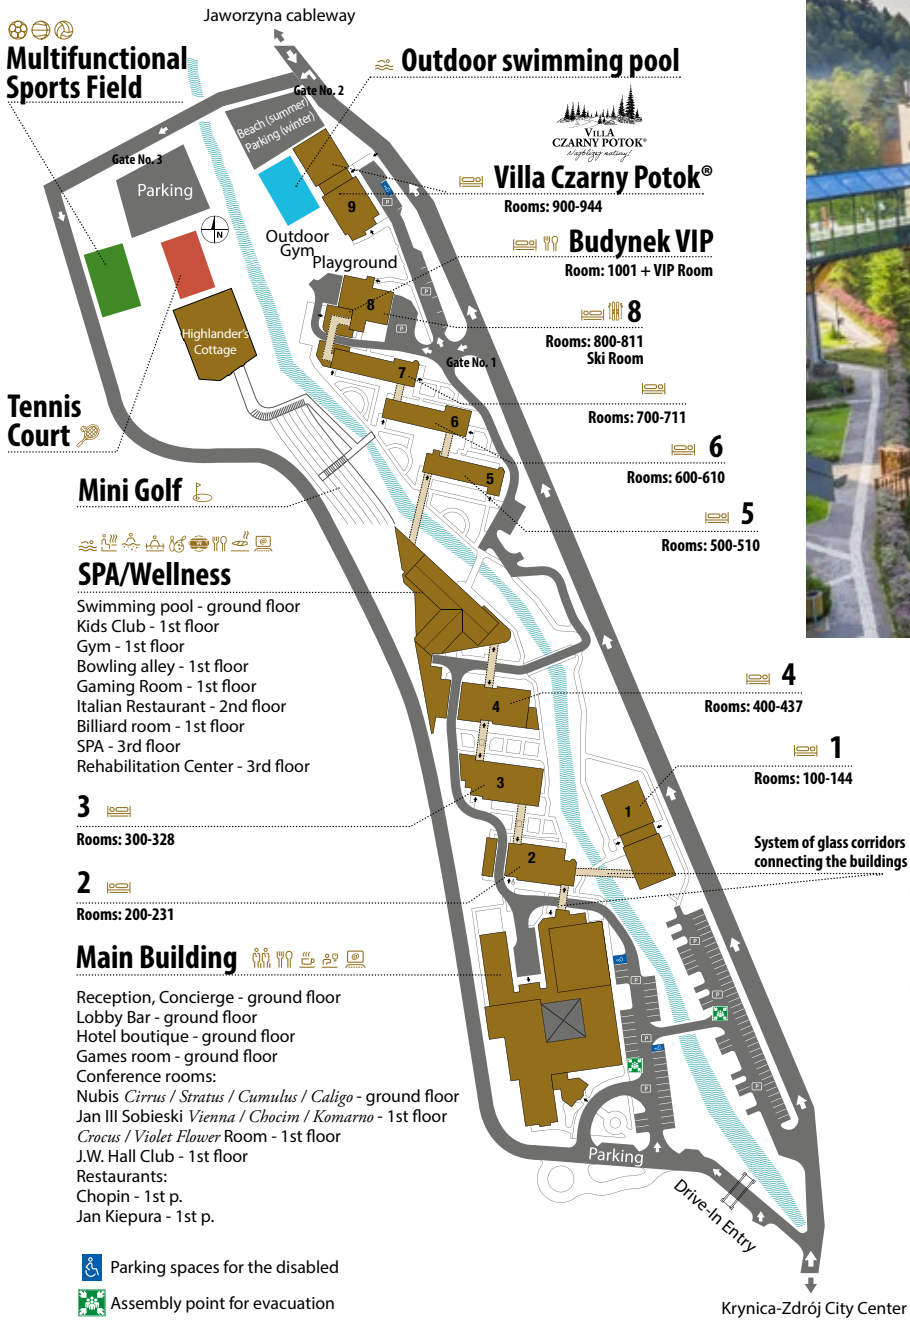 Jaworzyna cableway
Multifunctional
Sports Field
Outdoor swimming pool
Gate No. 2
Beach (summer)
Parking (winter)
VILLA
CZARNY POTOK®
Najbliżej natury!
Gate No. 3
Parking
Villa Czarny Potok®
Rooms: 900-944
9
P
N
Outdoor
Gym
Playground
Budynek VIP
Room: 1001 + VIP Room
8
P
P
8
Rooms: 800-811
Ski Room
Highlander's
Cottage
Gate No. 1
7
Rooms: 700-711
Tennis
Court
6
6
Rooms: 600-610
5
Mini Golf
5
Rooms: 500-510
SPA/Wellness
Swimming pool - ground floor
Kids Club - 1st floor
Gym - 1st floor
Bowling alley - 1st floor
Gaming Room - 1st floor
Italian Restaurant - 2nd floor
Billiard room - 1st floor
SPA - 3rd floor
Rehabilitation Center - 3rd floor
4
4
Rooms: 400-437
1
Rooms: 100-144
3
3
Rooms: 300-328
1
System of glass corridors
connecting the buildings
2
2
Rooms: 200-231
Main Building
Reception, Concierge - ground floor
Lobby Bar - ground floor
Hotel boutique - ground floor
Games room - ground floor
Conference rooms:
Nubis Cirrus / Stratus / Cumulus / Caligo - ground floor
Jan III Sobieski Vienna / Chocim / Komarno - 1st floor
Crocus / Violet Flower Room - 1st floor
J.W. Hall Club - 1st floor
Restaurants:
Chopin - 1st p.
Jan Kiepura - 1st p.
P
P
P
P
P
P
Parking
Drive-In Entry
Parking spaces for the disabled
Assembly point for evacuation
Krynica-Zdrój City Center